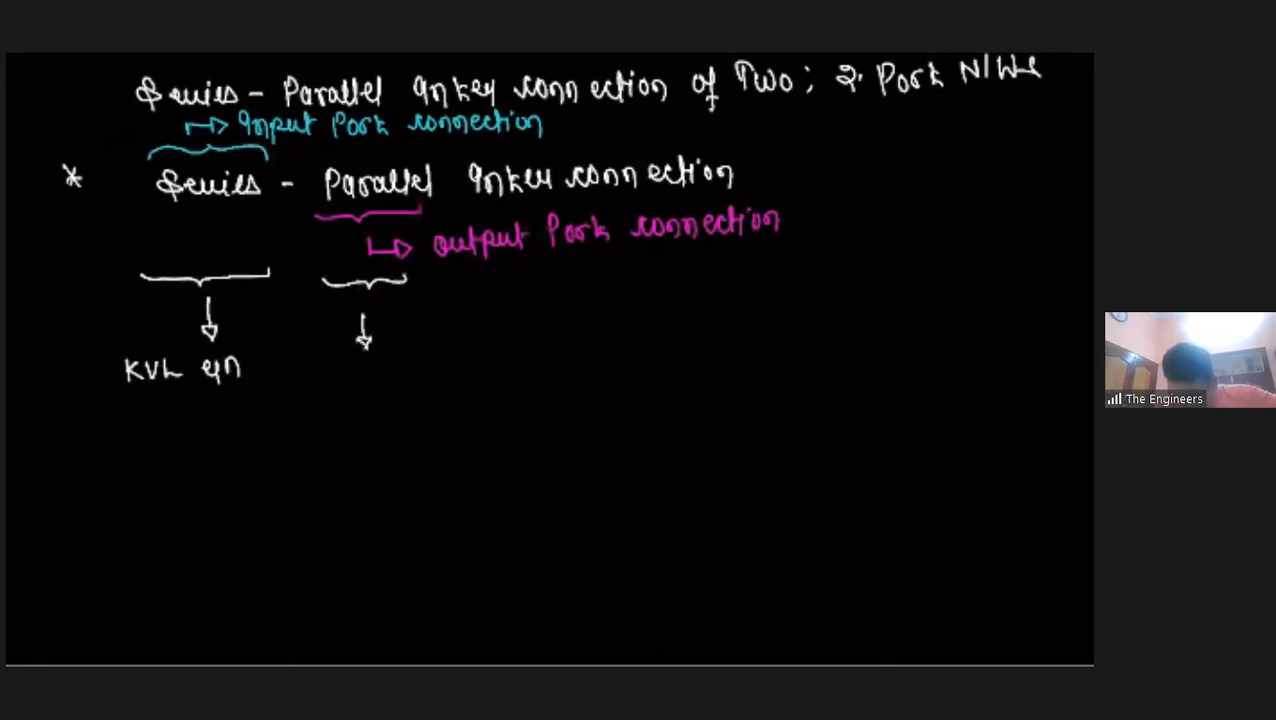 Series - Parallel Inter connection of Two ; 2. Port N/Ws
↳ Input Port connection
* Series - Parallel Inter connection
↳ output Port connection
KVL eqn
The Engineers